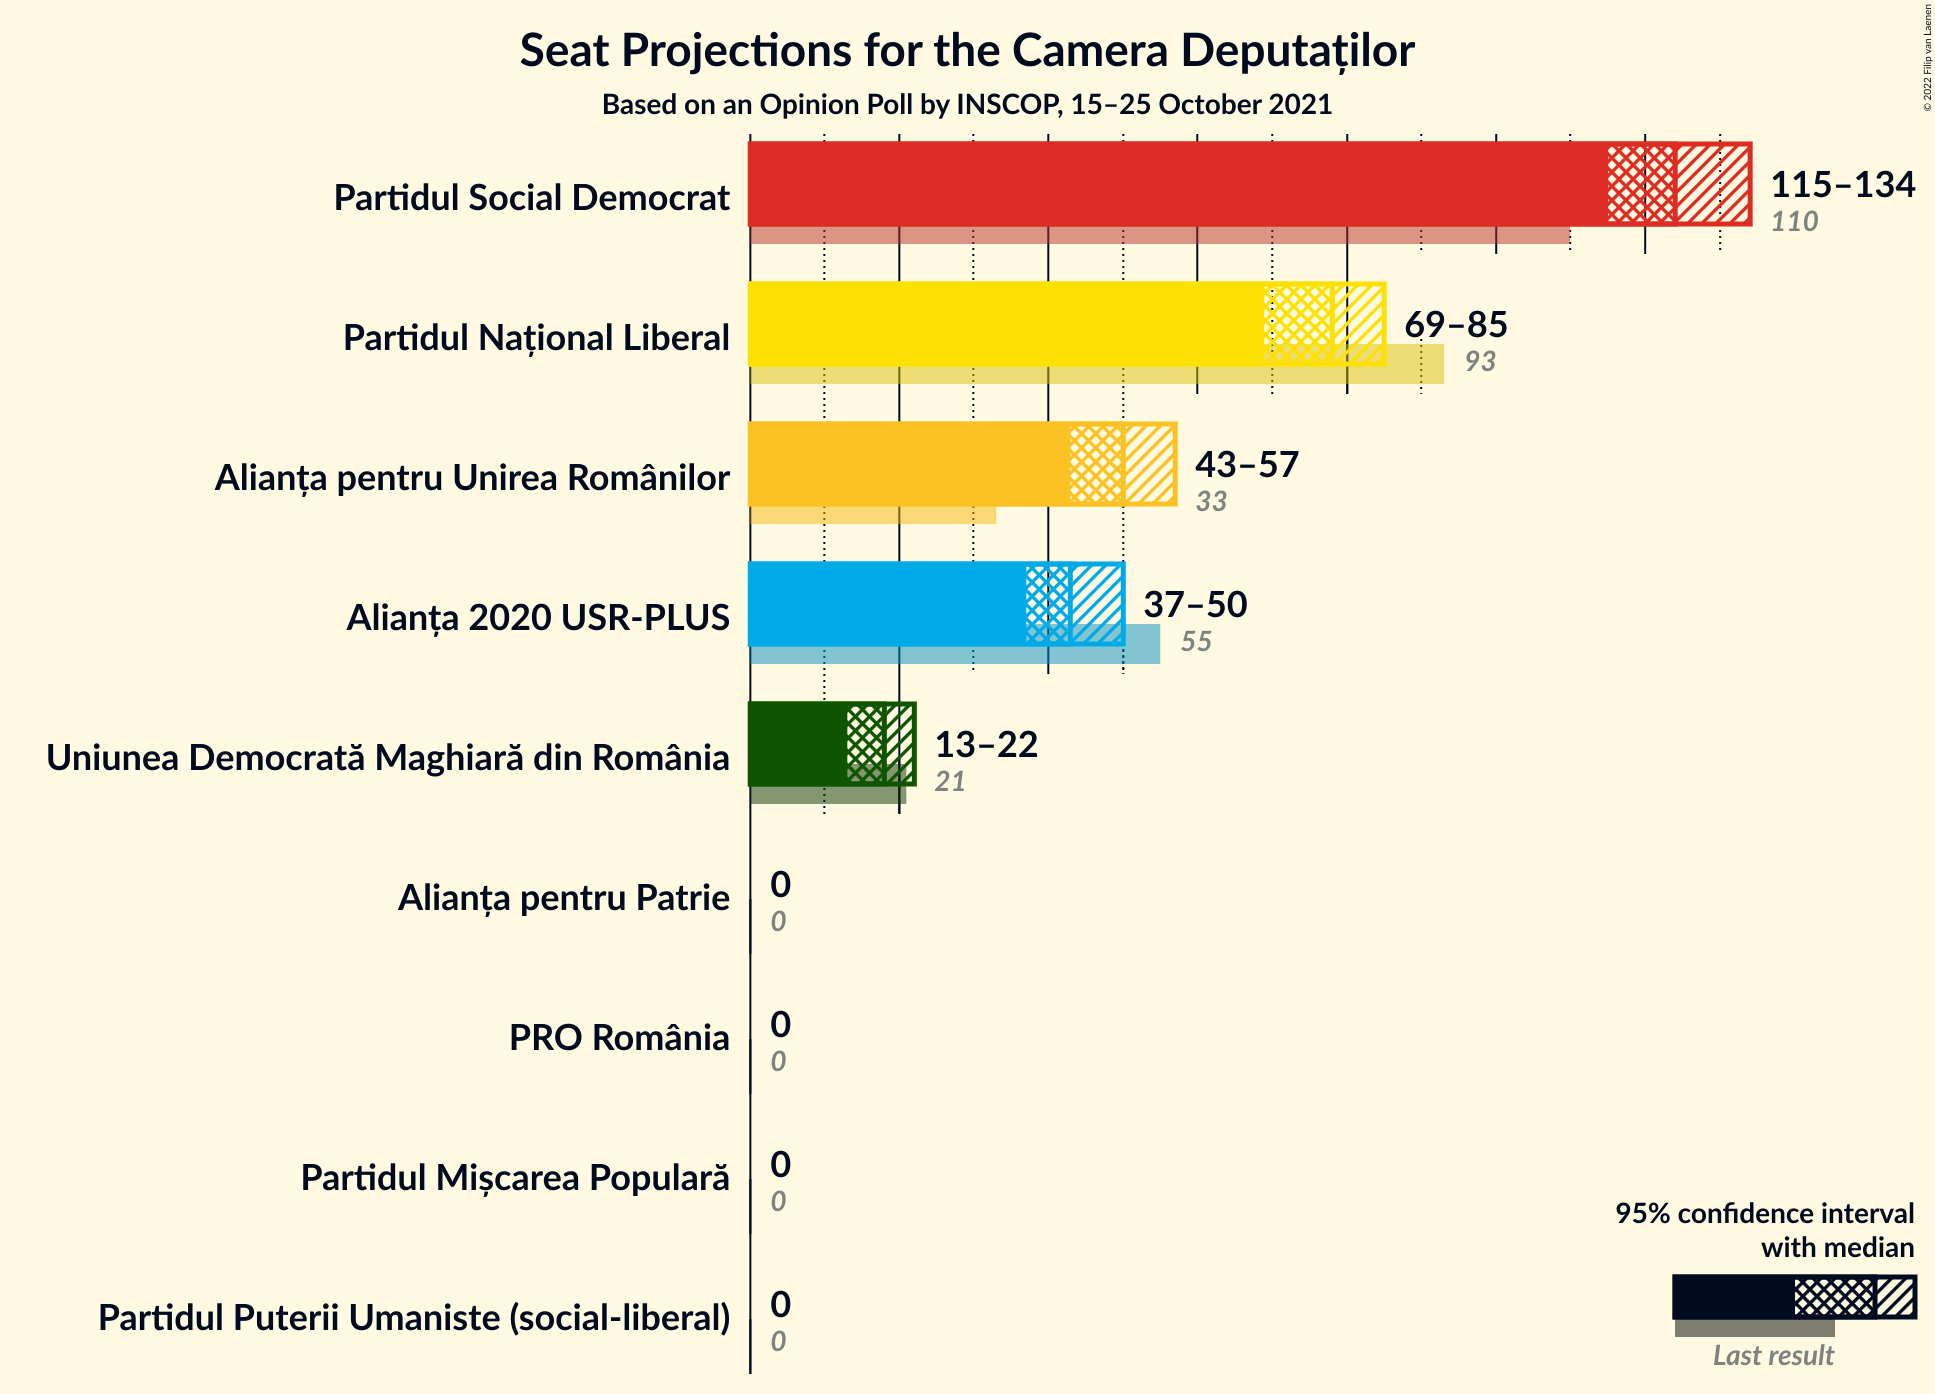 Seat Projections for the Camera Deputaților
Based on an Opinion Poll by INSCOP, 15–25 October 2021
© 2022 Filip van Laenen
Partidul Social Democrat
115–134
110
Partidul Național Liberal
69–85
93
Alianța pentru Unirea Românilor
43–57
33
Alianța 2020 USR-PLUS
37–50
55
Uniunea Democrată Maghiară din România
13–22
21
Alianța pentru Patrie
0
0
PRO România
0
0
Partidul Mișcarea Populară
0
0
Partidul Puterii Umaniste (social-liberal)
0
0
95% confidence interval
with median
Last result